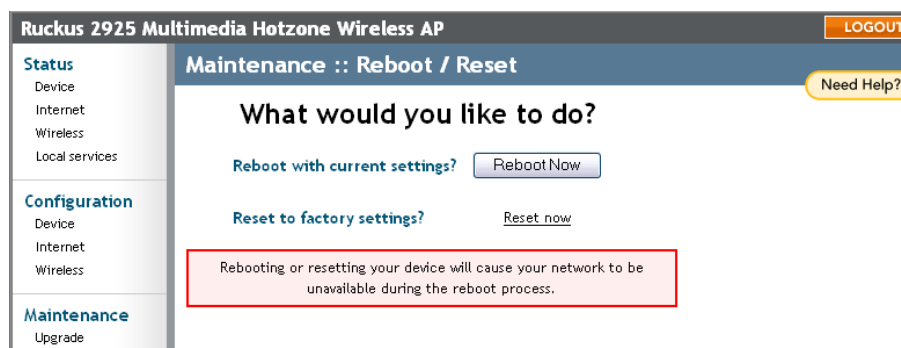 Ruckus 2925 Multimedia Hotzone Wireless AP
LOGOUT
Status
Device
Internet
Wireless
Local services
Configuration
Device
Internet
Wireless
Maintenance
Upgrade
Maintenance :: Reboot / Reset
Need Help?
What would you like to do?
Reboot with current settings? Reboot Now
Reset to factory settings? Reset now
Rebooting or resetting your device will cause your network to be
unavailable during the reboot process.